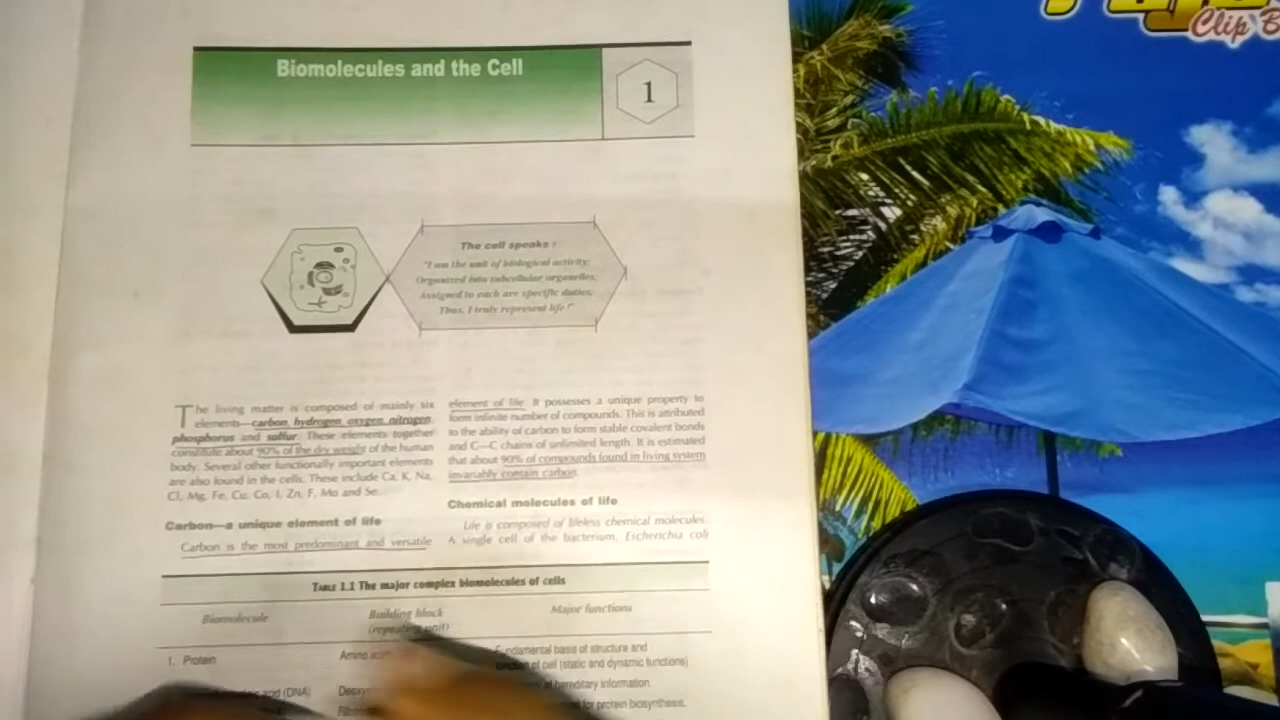 Clip B
Biomolecules and the Cell
1
The cell speaks :
"I am the unit of biological activity;
Organized into subcellular organelles;
Assigned to each are specific duties;
Thus, I truly represent life !"
The living matter is composed of mainly six
elements—carbon, hydrogen, oxygen, nitrogen,
phosphorus and sulfur. These elements together
constitute about 90% of the dry weight of the human
body. Several other functionally important elements
are also found in the cells. These include Ca, K, Na,
Cl, Mg, Fe, Cu, Co, I, Zn, F, Mo and Se.
Carbon—a unique element of life
Carbon is the most predominant and versatile
element of life. It possesses a unique property to
form infinite number of compounds. This is attributed
to the ability of carbon to form stable covalent bonds
and C—C chains of unlimited length. It is estimated
that about 90% of compounds found in living system
invariably contain carbon.
Chemical molecules of life
Life is composed of lifeless chemical molecules.
A single cell of the bacterium, Escherichia coli
TABLE 1.1 The major complex biomolecules of cells
Biomolecule
Building block
(repeating unit)
Major functions
1. Protein
Amino
structure and
of cell (static and dynamic functions)
acid (DNA)
hereditary information.
for protein biosynthesis.